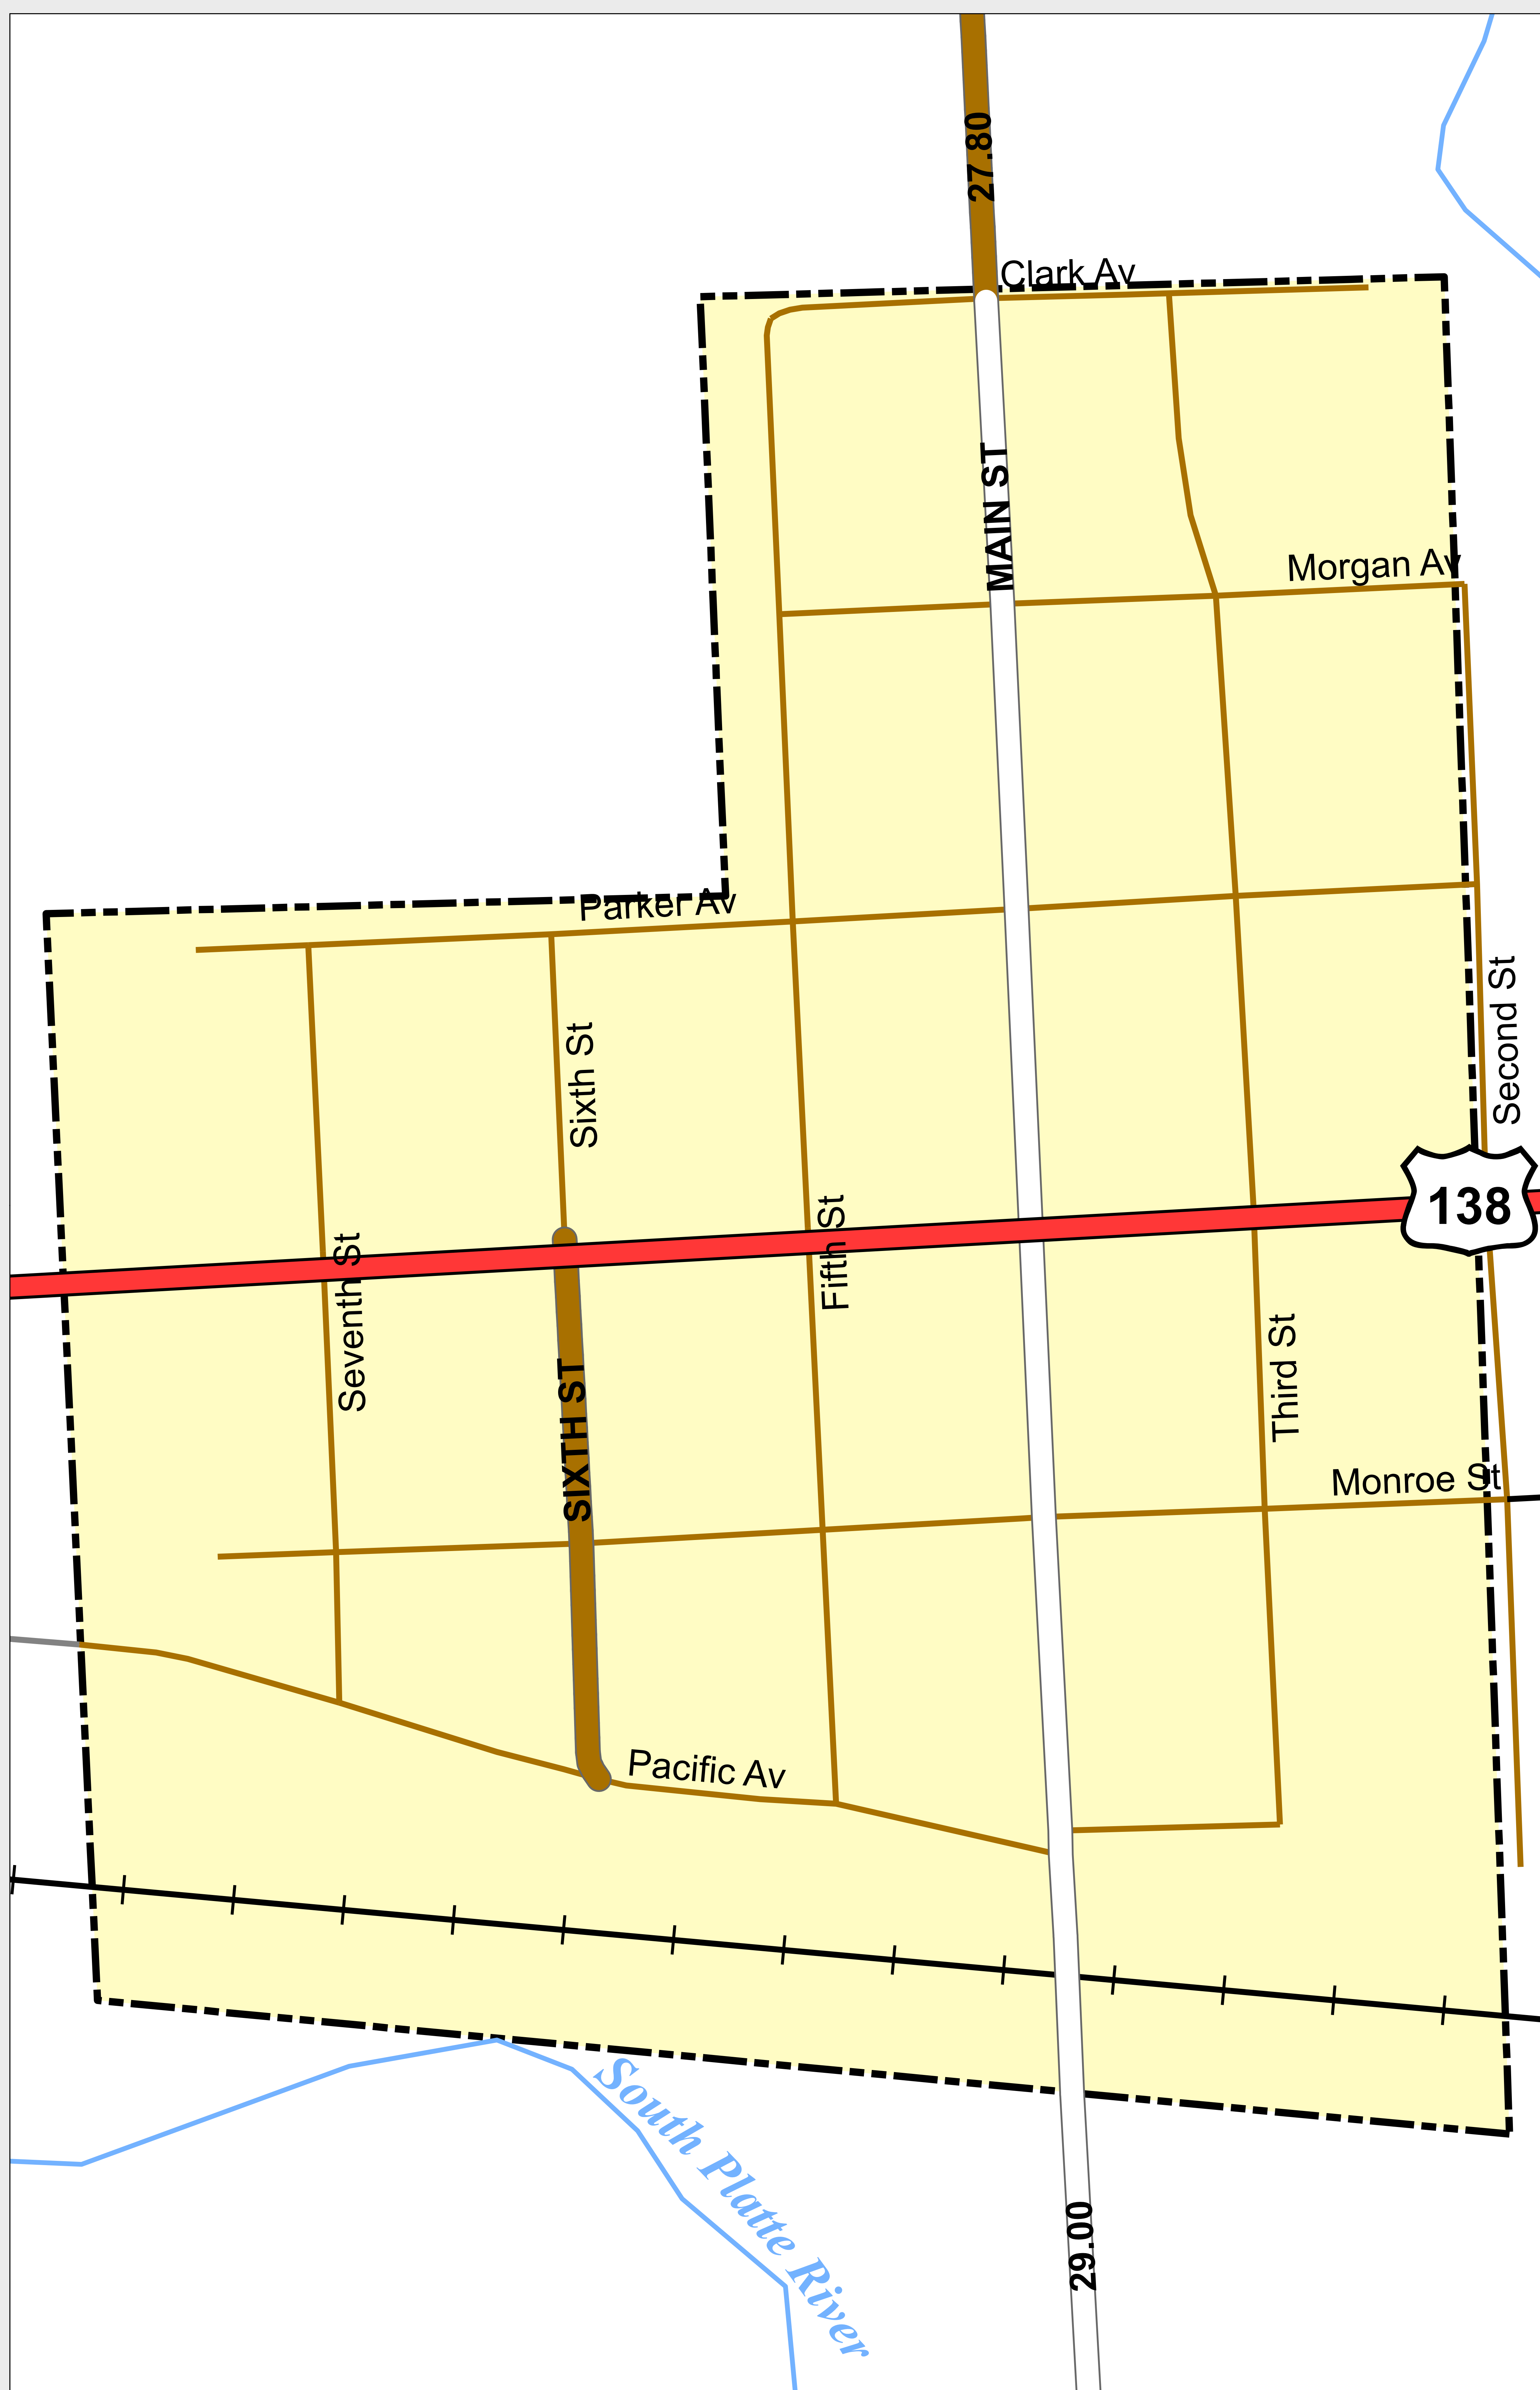 27.80
Clark Av
MAIN ST
Morgan Av
Parker Av
Second St
Sixth St
138
Fifth St
Seventh St
Third St
SIXTH ST
Monroe St
Pacific Av
South Platte River
29.00